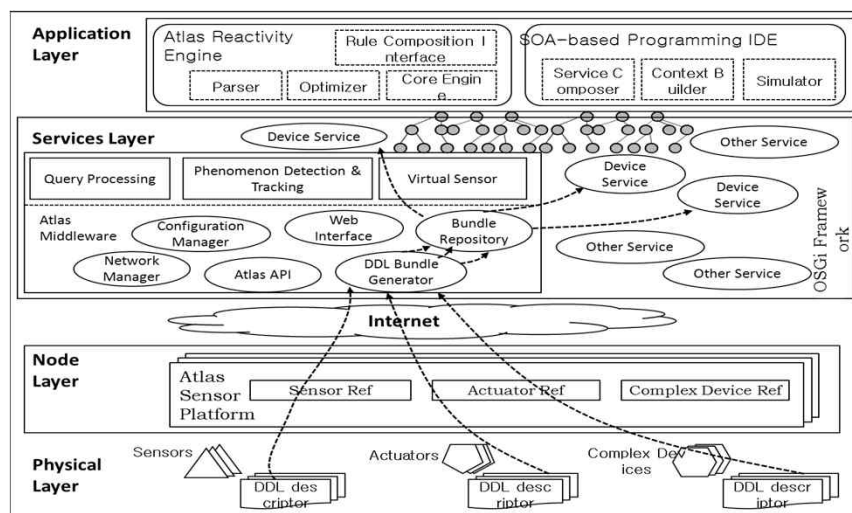 Application
Layer
Atlas Reactivity
Engine
Rule Composition I
nterface
Parser
Optimizer
Core Engin
e
SOA-based Programming IDE
Service C
omposer
Context B
uilder
Simulator
Services Layer
Device Service
Other Service
Query Processing
Phenomenon Detection &
Tracking
Virtual Sensor
Device
Service
Device
Service
Atlas
Middleware
Configuration
Manager
Web
Interface
Bundle
Repository
Network
Manager
Atlas API
DDL Bundle
Generator
Other Service
Other Service
OSGi Framew
ork
Internet
Node
Layer
Atlas
Sensor
Platform
Sensor Ref
Actuator Ref
Complex Device Ref
Physical
Layer
Sensors
Actuators
Complex Dev
ices
DDL des
criptor
DDL desc
riptor
DDL descr
iptor